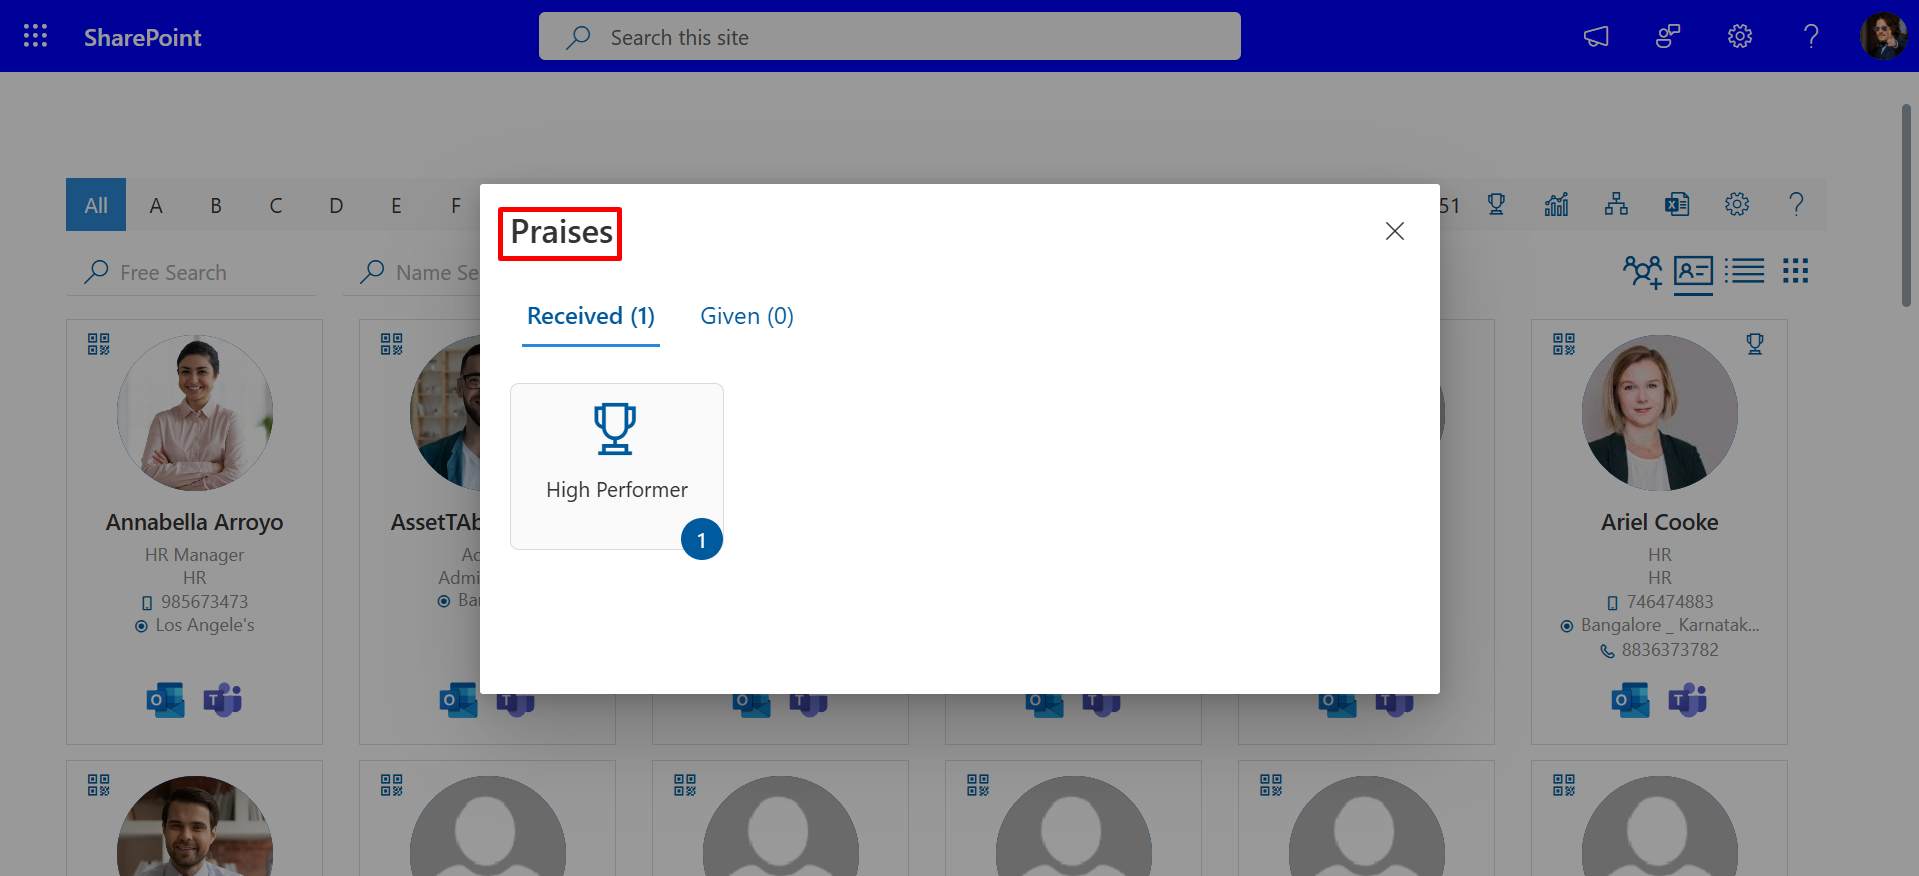 SharePoint
Search this site
All A B C D E F
51
Praises
Free Search
Name Se
Received (1) Given (0)
High Performer
1
Annabella Arroyo
HR Manager
HR
985673473
Los Angele's
AssetTAb
Ac
Admi
Ba
Ariel Cooke
HR
HR
746474883
Bangalore _ Karnatak...
8836373782